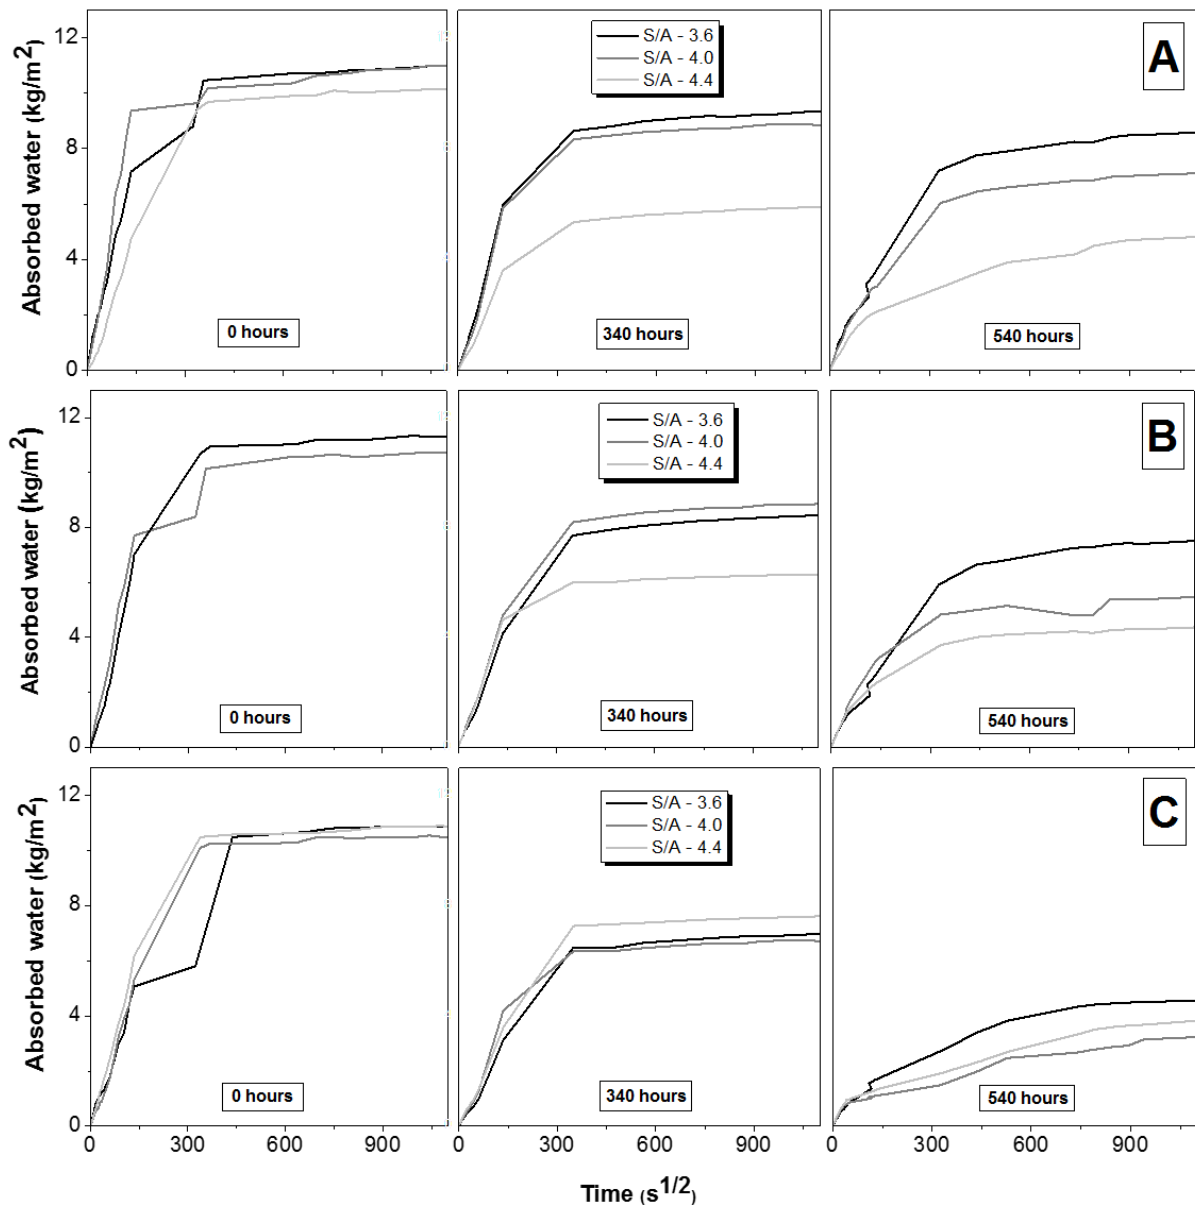 Absorbed water (kg/m²)
12
8
4
0
S/A - 3.6
S/A - 4.0
S/A - 4.4
A
0 hours
340 hours
540 hours
Absorbed water (kg/m²)
12
8
4
0
S/A - 3.6
S/A - 4.0
S/A - 4.4
B
0 hours
340 hours
540 hours
Absorbed water (kg/m²)
12
8
4
0
S/A - 3.6
S/A - 4.0
S/A - 4.4
C
0 hours
340 hours
540 hours
0 300 600 900 0 300 600 900 0 300 600 900
Time (s^1/2)